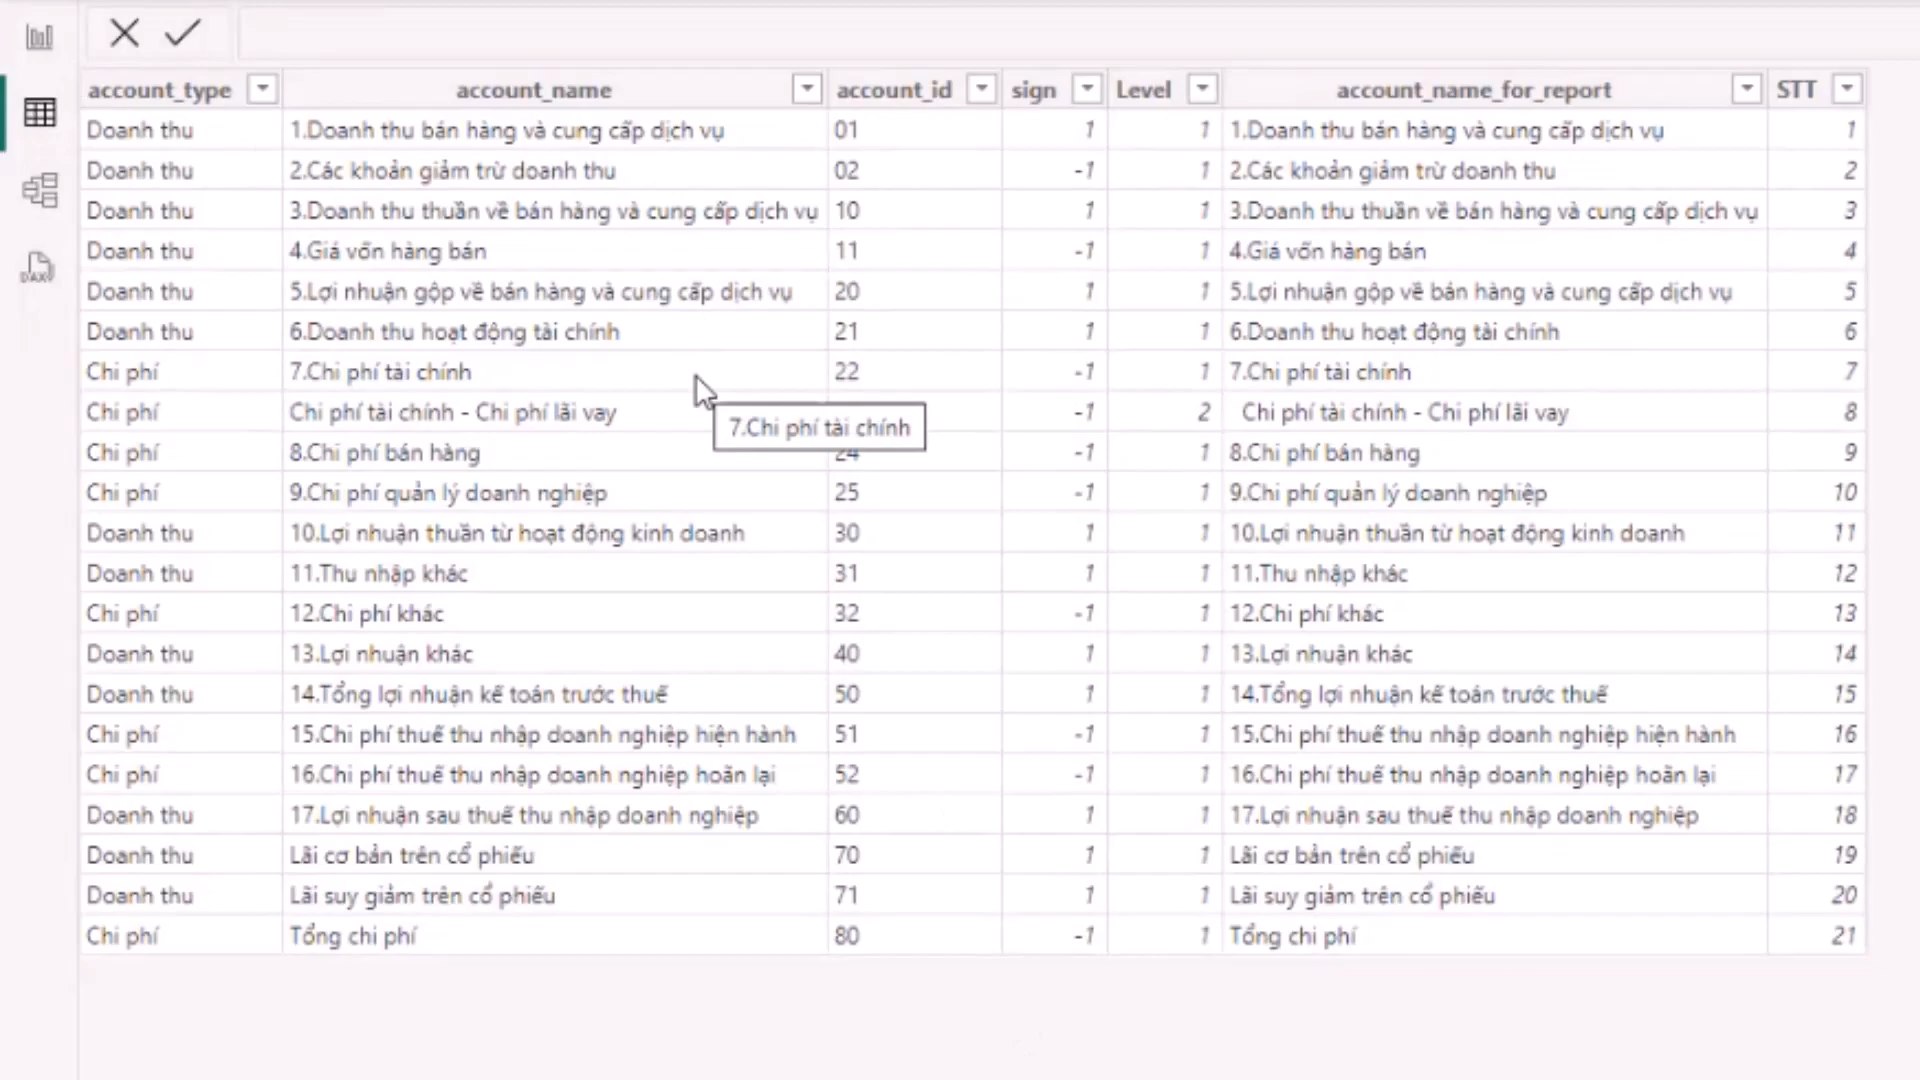 account_type account_name account_id sign Level account_name_for_report STT
Doanh thu 1.Doanh thu bán hàng và cung cấp dịch vụ 01 1 1 1.Doanh thu bán hàng và cung cấp dịch vụ 1
Doanh thu 2.Các khoản giảm trừ doanh thu 02 -1 1 2.Các khoản giảm trừ doanh thu 2
Doanh thu 3.Doanh thu thuần về bán hàng và cung cấp dịch vụ 10 1 1 3.Doanh thu thuần về bán hàng và cung cấp dịch vụ 3
Doanh thu 4.Giá vốn hàng bán 11 -1 1 4.Giá vốn hàng bán 4
Doanh thu 5.Lợi nhuận gộp về bán hàng và cung cấp dịch vụ 20 1 1 5.Lợi nhuận gộp về bán hàng và cung cấp dịch vụ 5
Doanh thu 6.Doanh thu hoạt động tài chính 21 1 1 6.Doanh thu hoạt động tài chính 6
Chi phí 7.Chi phí tài chính 22 -1 1 7.Chi phí tài chính 7
Chi phí Chi phí tài chính - Chi phí lãi vay -1 2 Chi phí tài chính - Chi phí lãi vay 8
7.Chi phí tài chính
Chi phí 8.Chi phí bán hàng 24 -1 1 8.Chi phí bán hàng 9
Chi phí 9.Chi phí quản lý doanh nghiệp 25 -1 1 9.Chi phí quản lý doanh nghiệp 10
Doanh thu 10.Lợi nhuận thuần từ hoạt động kinh doanh 30 1 1 10.Lợi nhuận thuần từ hoạt động kinh doanh 11
Doanh thu 11.Thu nhập khác 31 1 1 11.Thu nhập khác 12
Chi phí 12.Chi phí khác 32 -1 1 12.Chi phí khác 13
Doanh thu 13.Lợi nhuận khác 40 1 1 13.Lợi nhuận khác 14
Doanh thu 14.Tổng lợi nhuận kế toán trước thuế 50 1 1 14.Tổng lợi nhuận kế toán trước thuế 15
Chi phí 15.Chi phí thuế thu nhập doanh nghiệp hiện hành 51 -1 1 15.Chi phí thuế thu nhập doanh nghiệp hiện hành 16
Chi phí 16.Chi phí thuế thu nhập doanh nghiệp hoãn lại 52 -1 1 16.Chi phí thuế thu nhập doanh nghiệp hoãn lại 17
Doanh thu 17.Lợi nhuận sau thuế thu nhập doanh nghiệp 60 1 1 17.Lợi nhuận sau thuế thu nhập doanh nghiệp 18
Doanh thu Lãi cơ bản trên cổ phiếu 70 1 1 Lãi cơ bản trên cổ phiếu 19
Doanh thu Lãi suy giảm trên cổ phiếu 71 1 1 Lãi suy giảm trên cổ phiếu 20
Chi phí Tổng chi phí 80 -1 1 Tổng chi phí 21
DAX